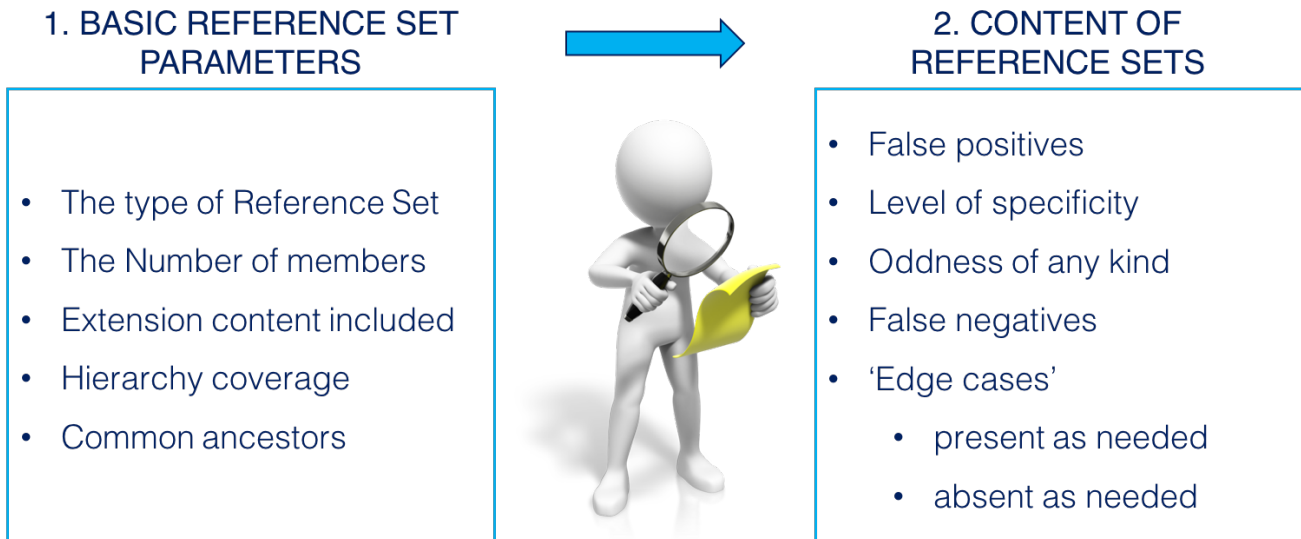 1. BASIC REFERENCE SET
PARAMETERS
• The type of Reference Set
• The Number of members
• Extension content included
• Hierarchy coverage
• Common ancestors
2. CONTENT OF
REFERENCE SETS
• False positives
• Level of specificity
• Oddness of any kind
• False negatives
• ‘Edge cases’
• present as needed
• absent as needed